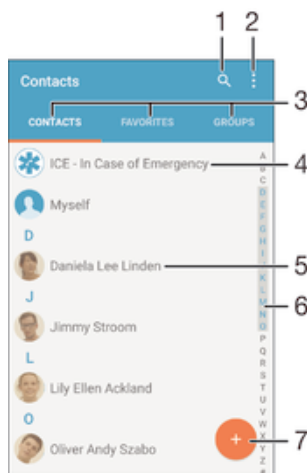 1 2
Contacts
3
CONTACTS FAVORITES GROUPS
ICE - In Case of Emergency 4
Myself
D
Daniela Lee Linden 5
J
Jimmy Stroom
6
L
Lily Ellen Ackland
O
Oliver Andy Szabo
7
A
B
C
D
E
F
G
H
I
K
L
M
N
O
P
Q
R
S
T
U
V
W
X
Y
Z
#